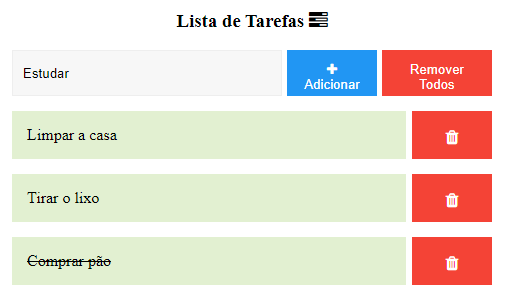 Lista de Tarefas
Estudar
Adicionar
Remover
Todos
Limpar a casa
Tirar o lixo
Comprar pão